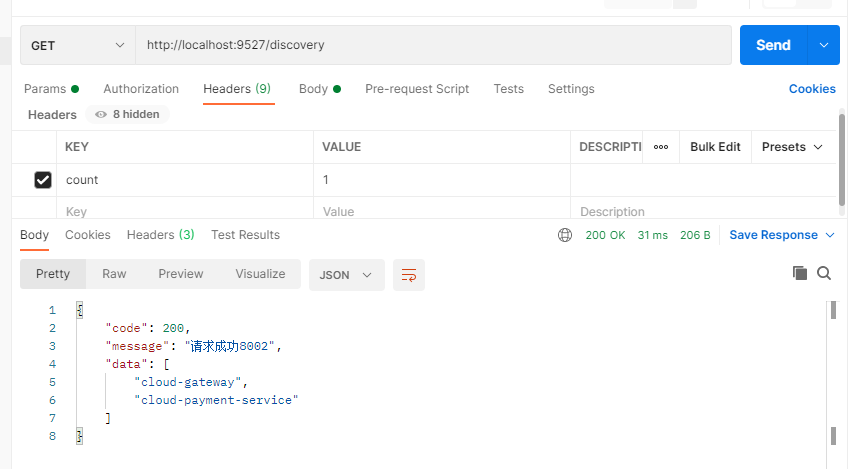 GET http://localhost:9527/discovery Send
Params Authorization Headers (9) Body Pre-request Script Tests Settings Cookies
Headers 8 hidden
KEY VALUE DESCRIPTI ••• Bulk Edit Presets
count 1
Key Value Description
Body Cookies Headers (3) Test Results 200 OK 31 ms 206 B Save Response
Pretty Raw Preview Visualize JSON
1 {
2 "code": 200,
3 "message": "请求成功8002",
4 "data": [
5 "cloud-gateway",
6 "cloud-payment-service"
7 ]
8 }